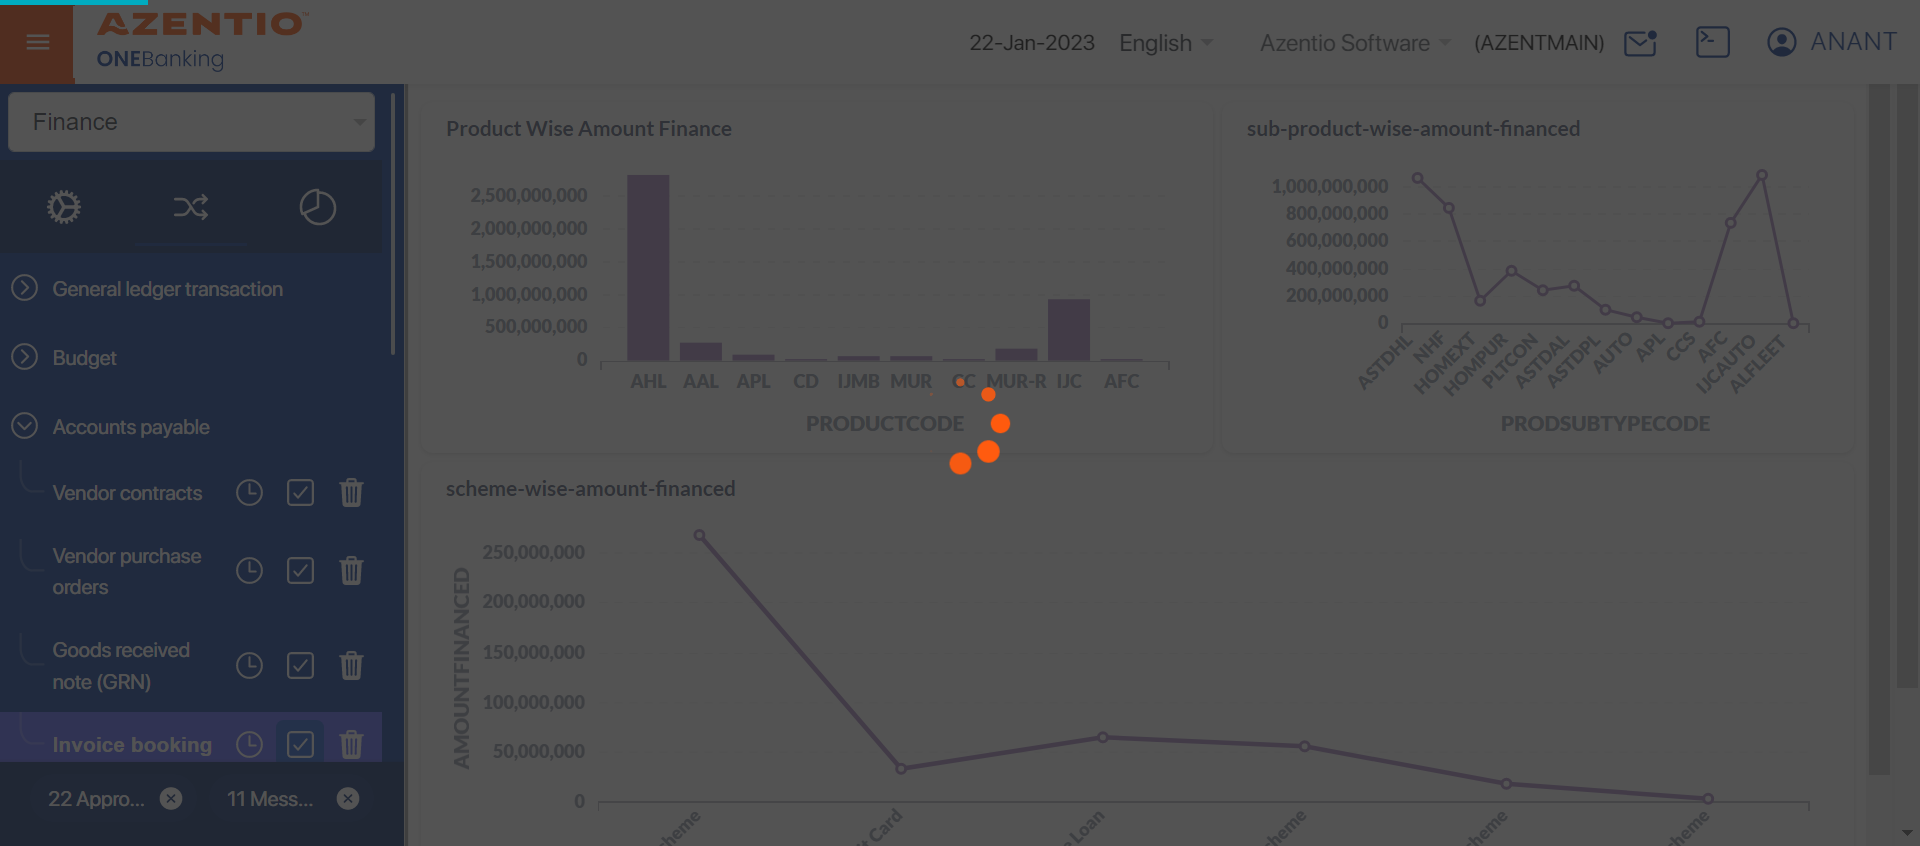 AZENTIO™
ONEBanking
22-Jan-2023
English
Azentio Software
(AZENTMAIN)
ANANT
Finance
General ledger transaction
Budget
Accounts payable
Vendor contracts
Vendor purchase
orders
Goods received
note (GRN)
Invoice booking
22 Appro...
11 Mess...
Product Wise Amount Finance
2,500,000,000
2,000,000,000
1,500,000,000
1,000,000,000
500,000,000
0
AHL
AAL
APL
CD
IJMB
MUR
CC
MUR-R
IJC
AFC
PRODUCTCODE
sub-product-wise-amount-financed
1,000,000,000
800,000,000
600,000,000
400,000,000
200,000,000
0
ASTDHL
NHF
HOMEXT
HOMPUR
PLTCON
ASTDAL
ASTDPL
AUTO
APL
CCS
AFC
IJCAUTO
ALFLEET
PRODSUBTYPECODE
scheme-wise-amount-financed
AMOUNTFINANCED
250,000,000
200,000,000
150,000,000
100,000,000
50,000,000
0
cheme
t Card
e Loan
heme
heme
heme